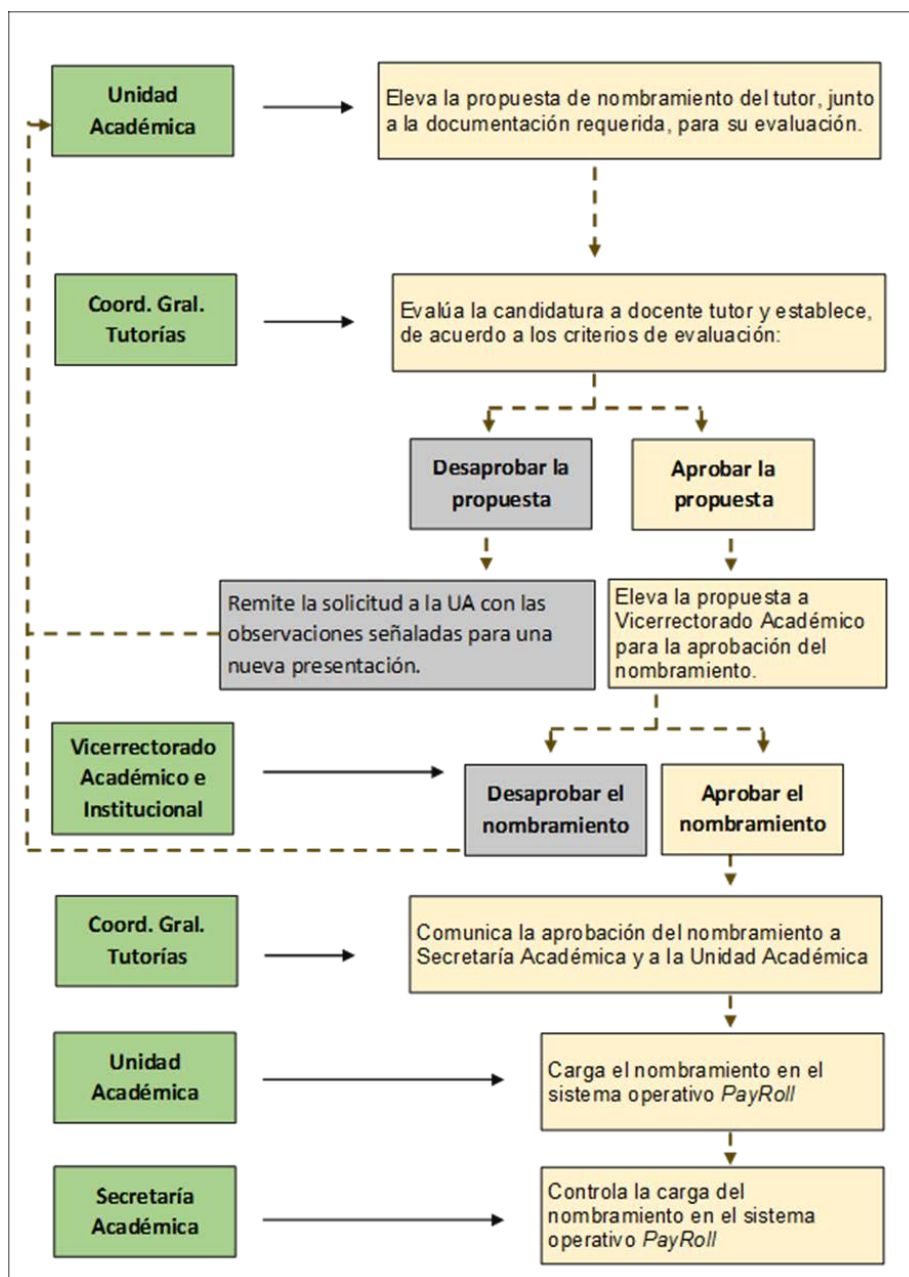 Unidad
Académica
Eleva la propuesta de nombramiento del tutor, junto
a la documentación requerida, para su evaluación.
Coord. Gral.
Tutorías
Evalúa la candidatura a docente tutor y establece,
de acuerdo a los criterios de evaluación:
Desaprobar la
propuesta
Aprobar la
propuesta
Remite la solicitud a la UA con las
observaciones señaladas para una
nueva presentación.
Eleva la propuesta a
Vicerrectorado Académico
para la aprobación del
nombramiento.
Vicerrectorado
Académico e
Institucional
Desaprobar el
nombramiento
Aprobar el
nombramiento
Coord. Gral.
Tutorías
Comunica la aprobación del nombramiento a
Secretaría Académica y a la Unidad Académica
Unidad
Académica
Carga el nombramiento en el
sistema operativo PayRoll
Secretaría
Académica
Controla la carga del
nombramiento en el sistema
operativo PayRoll